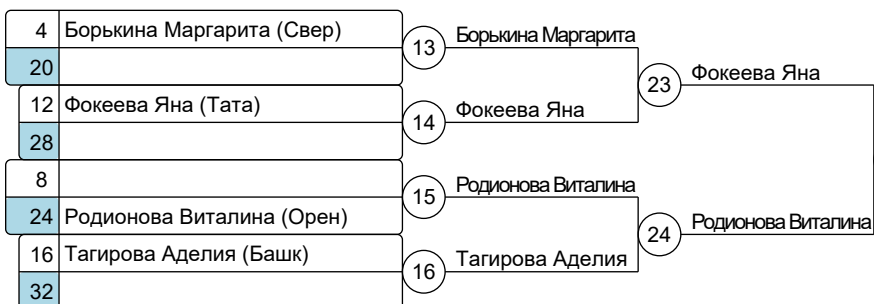 4 Борькина Маргарита (Свер)
20
13 Борькина Маргарита
12 Фокеева Яна (Тата)
28
14 Фокеева Яна
23 Фокеева Яна
8
24 Родионова Виталина (Орен)
15 Родионова Виталина
16 Тагирова Аделия (Башк)
32
16 Тагирова Аделия
24 Родионова Виталина